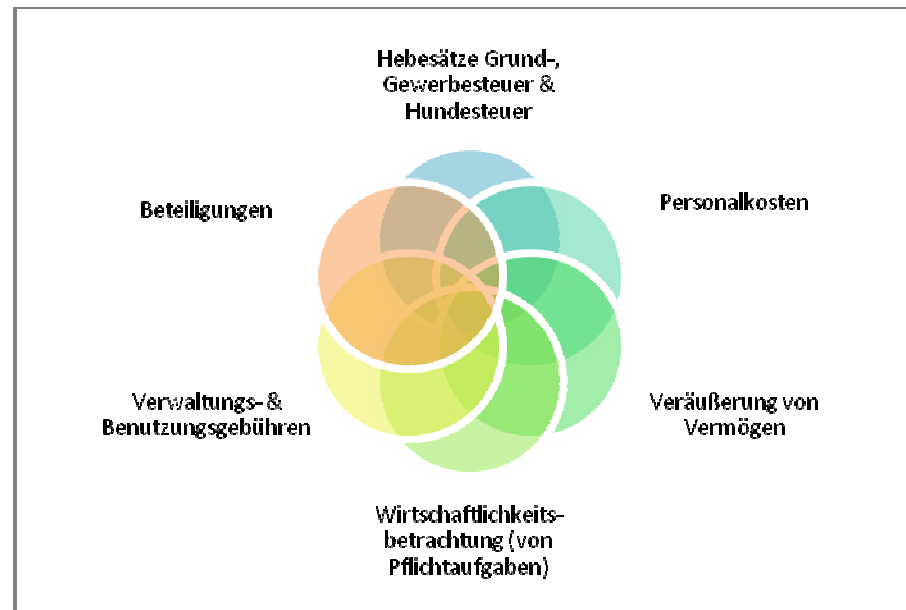 Hebesätze Grund-,
Gewerbesteuer &
Hundesteuer
Beteiligungen
Personalkosten
Verwaltungs- &
Benutzungsgebühren
Veräußerung von
Vermögen
Wirtschaftlichkeits-
betrachtung (von
Pflichtaufgaben)